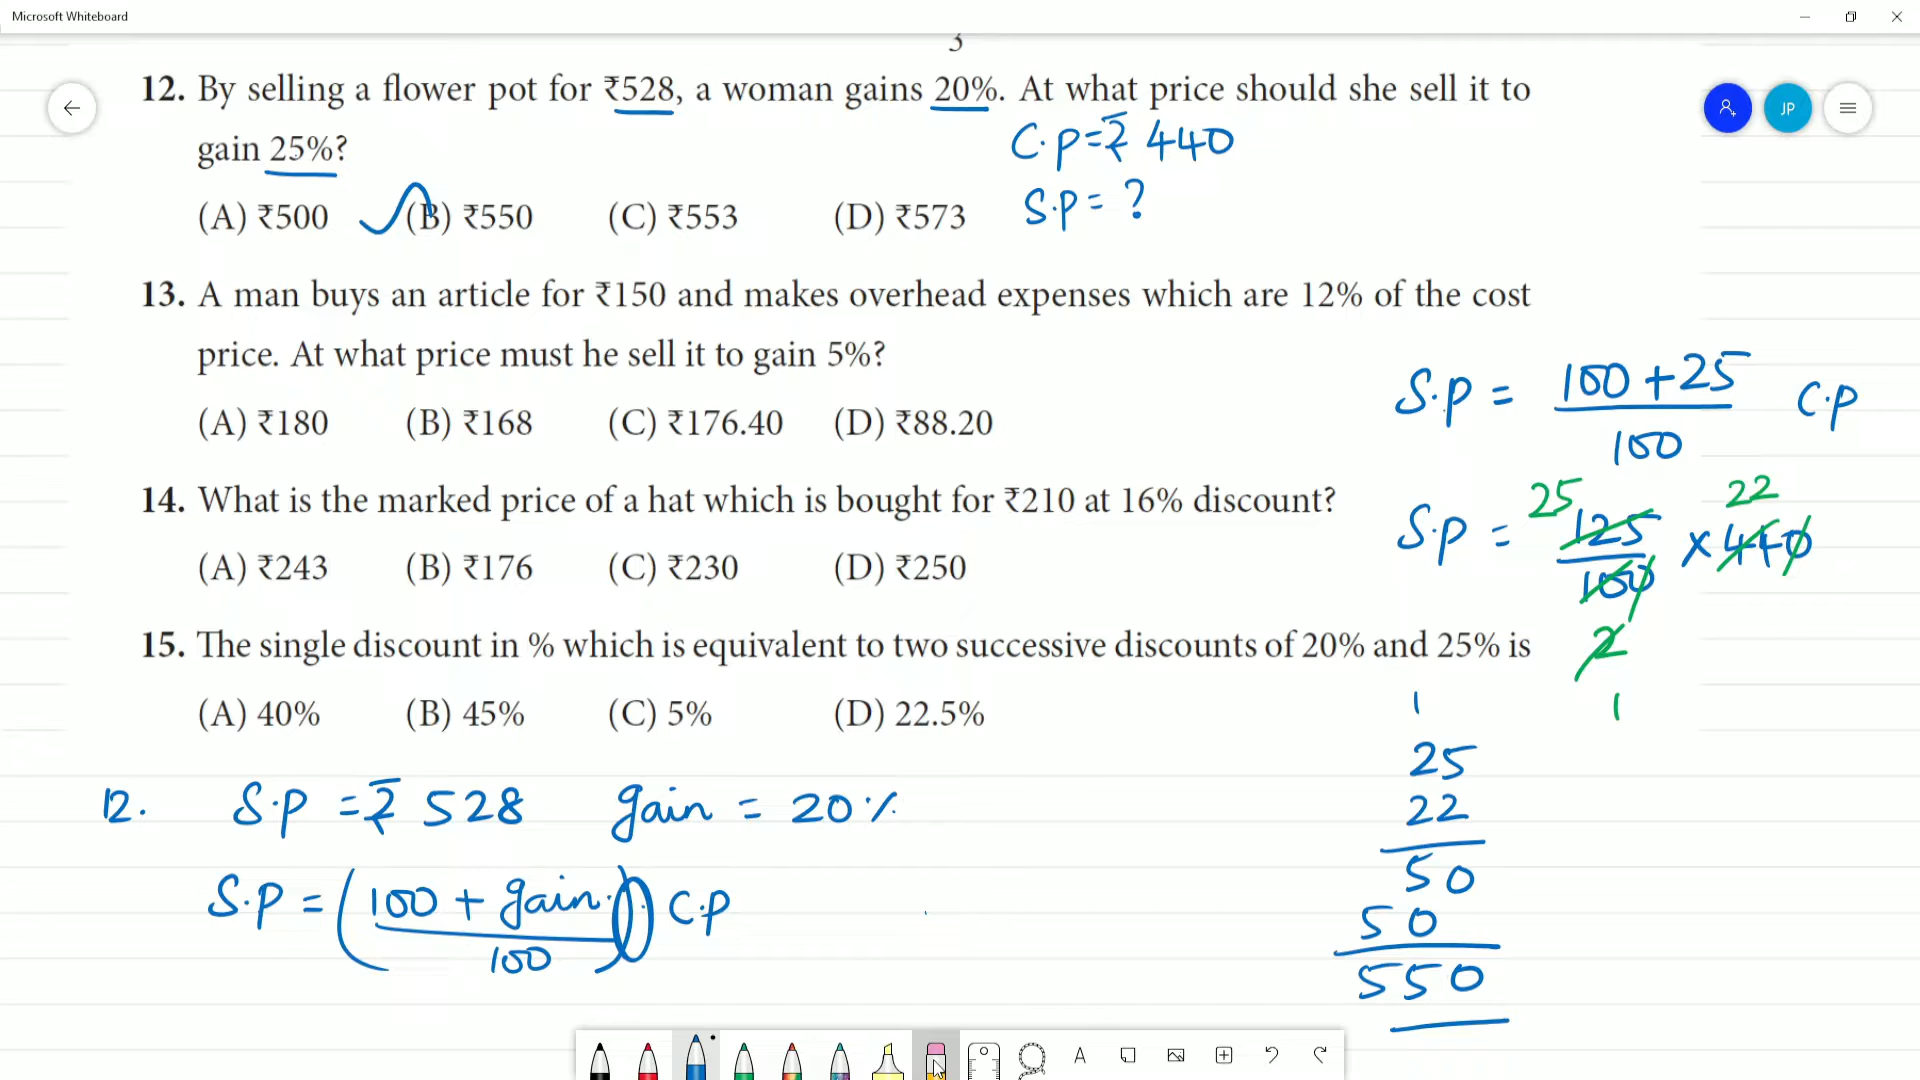 Microsoft Whiteboard
3
12. By selling a flower pot for ₹528, a woman gains 20%. At what price should she sell it to
gain 25%?
C.P=₹ 440
(A) ₹500 (B) ₹550 (C) ₹553 (D) ₹573
S.P= ?
JP
13. A man buys an article for ₹150 and makes overhead expenses which are 12% of the cost
price. At what price must he sell it to gain 5%?
(A) ₹180 (B) ₹168 (C) ₹176.40 (D) ₹88.20
S.P = 100+25 C.P
100
14. What is the marked price of a hat which is bought for ₹210 at 16% discount?
(A) ₹243 (B) ₹176 (C) ₹230 (D) ₹250
25 22
S.P = 125 × 440
100
2
1
15. The single discount in % which is equivalent to two successive discounts of 20% and 25% is
(A) 40% (B) 45% (C) 5% (D) 22.5%
1
25
22
50
50
550
12. S.P = ₹ 528 gain = 20%
S.P = (100 + gain) C.P
100
A